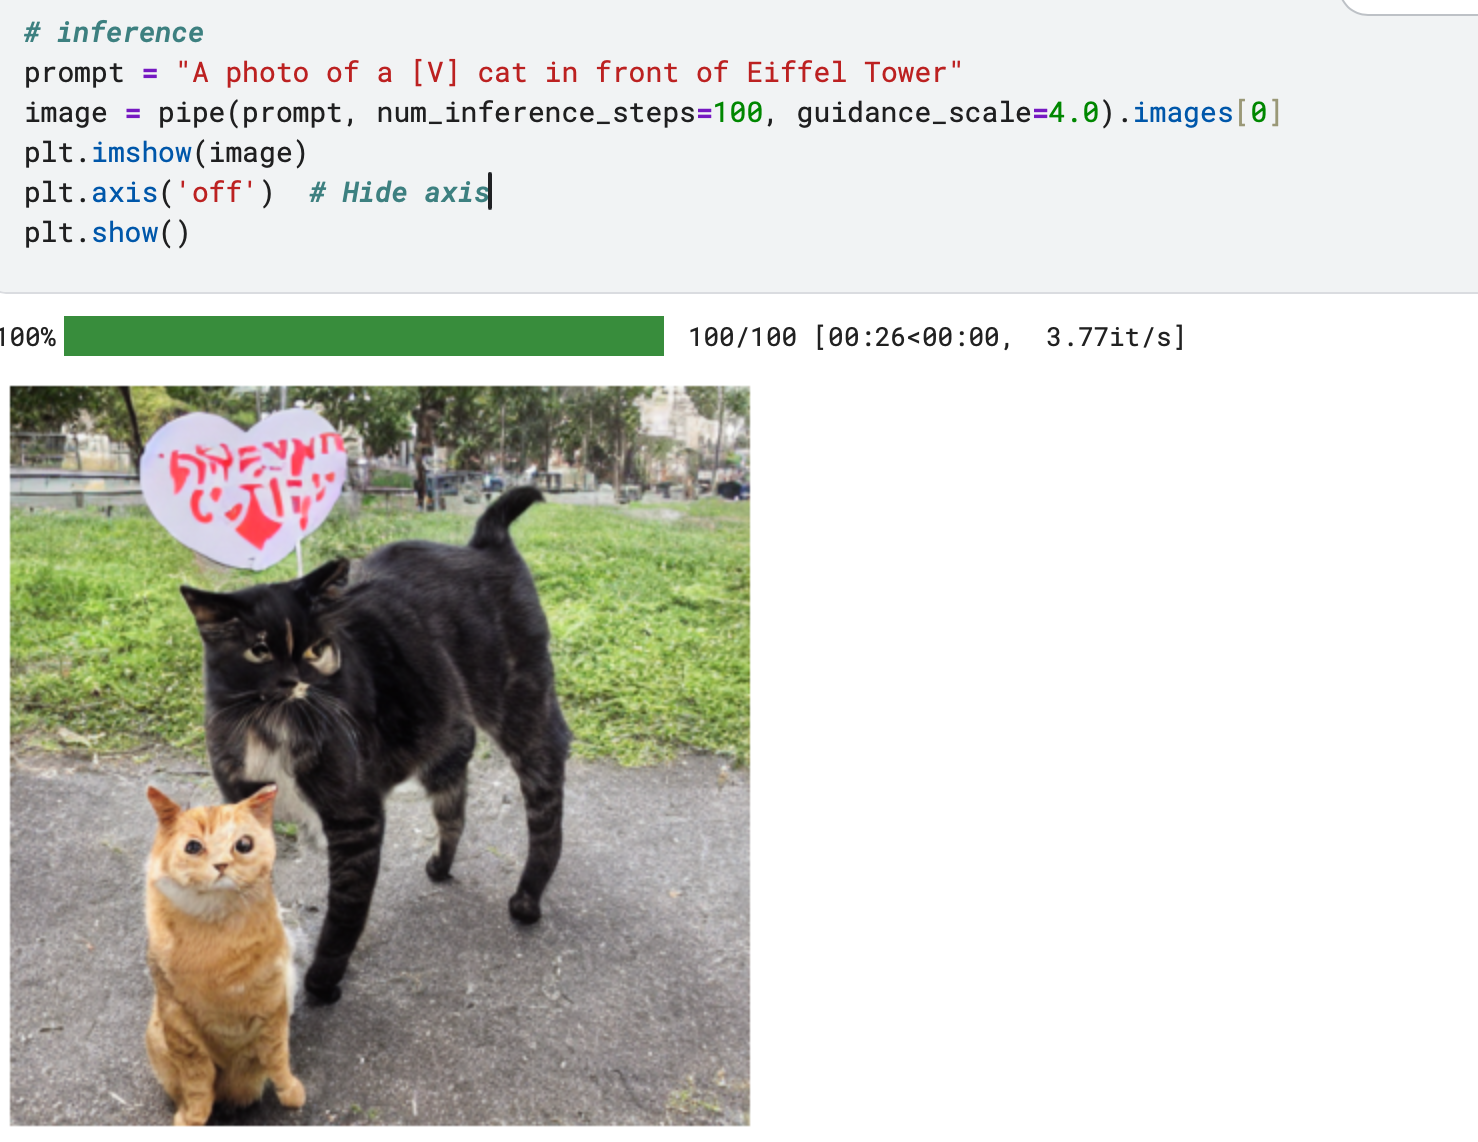 # inference
prompt = "A photo of a [V] cat in front of Eiffel Tower"
image = pipe(prompt, num_inference_steps=100, guidance_scale=4.0).images[0]
plt.imshow(image)
plt.axis('off')  # Hide axis
plt.show()
100% 100/100 [00:26<00:00, 3.77it/s]